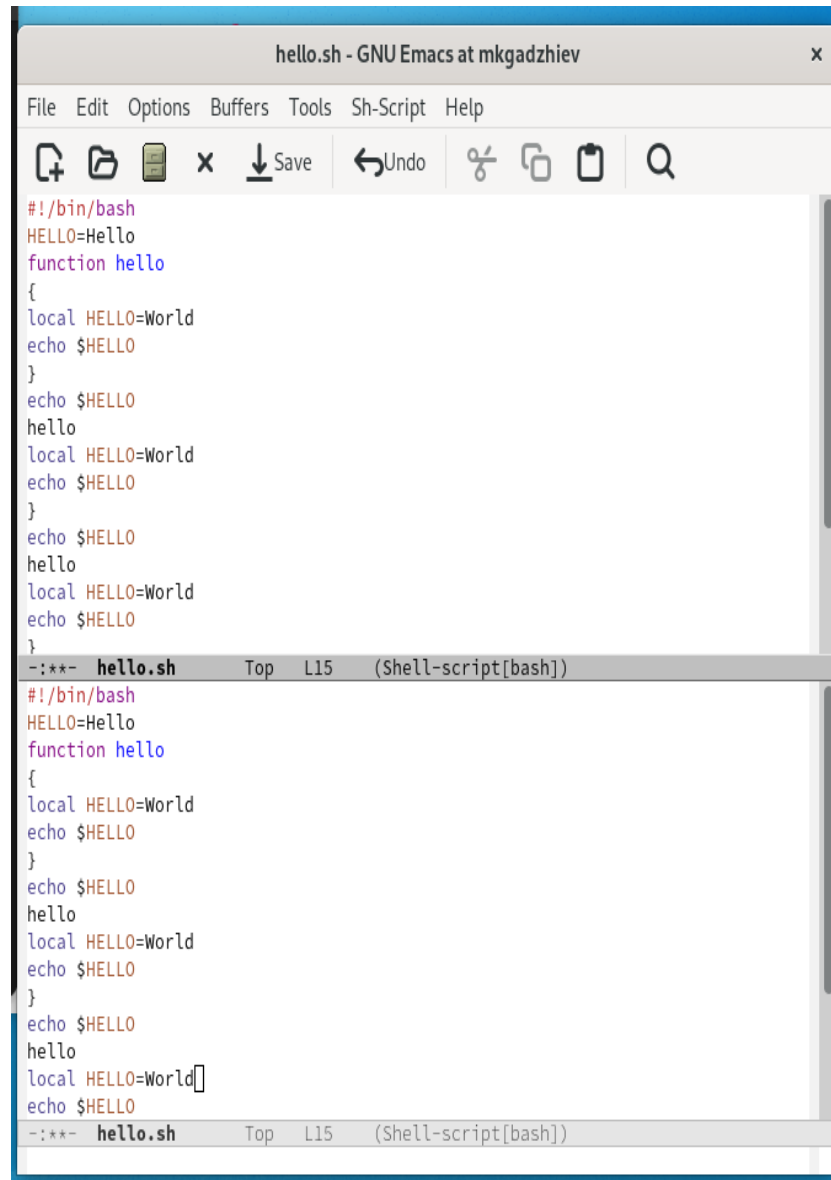 hello.sh - GNU Emacs at mkgadzhiev
File Edit Options Buffers Tools Sh-Script Help
Save Undo
#!/bin/bash
HELLO=Hello
function hello
{
local HELLO=World
echo $HELLO
}
echo $HELLO
hello
local HELLO=World
echo $HELLO
}
echo $HELLO
hello
local HELLO=World
echo $HELLO
}
-:**- hello.sh Top L15 (Shell-script[bash])
#!/bin/bash
HELLO=Hello
function hello
{
local HELLO=World
echo $HELLO
}
echo $HELLO
hello
local HELLO=World
echo $HELLO
}
echo $HELLO
hello
local HELLO=World
echo $HELLO
-:**- hello.sh Top L15 (Shell-script[bash])